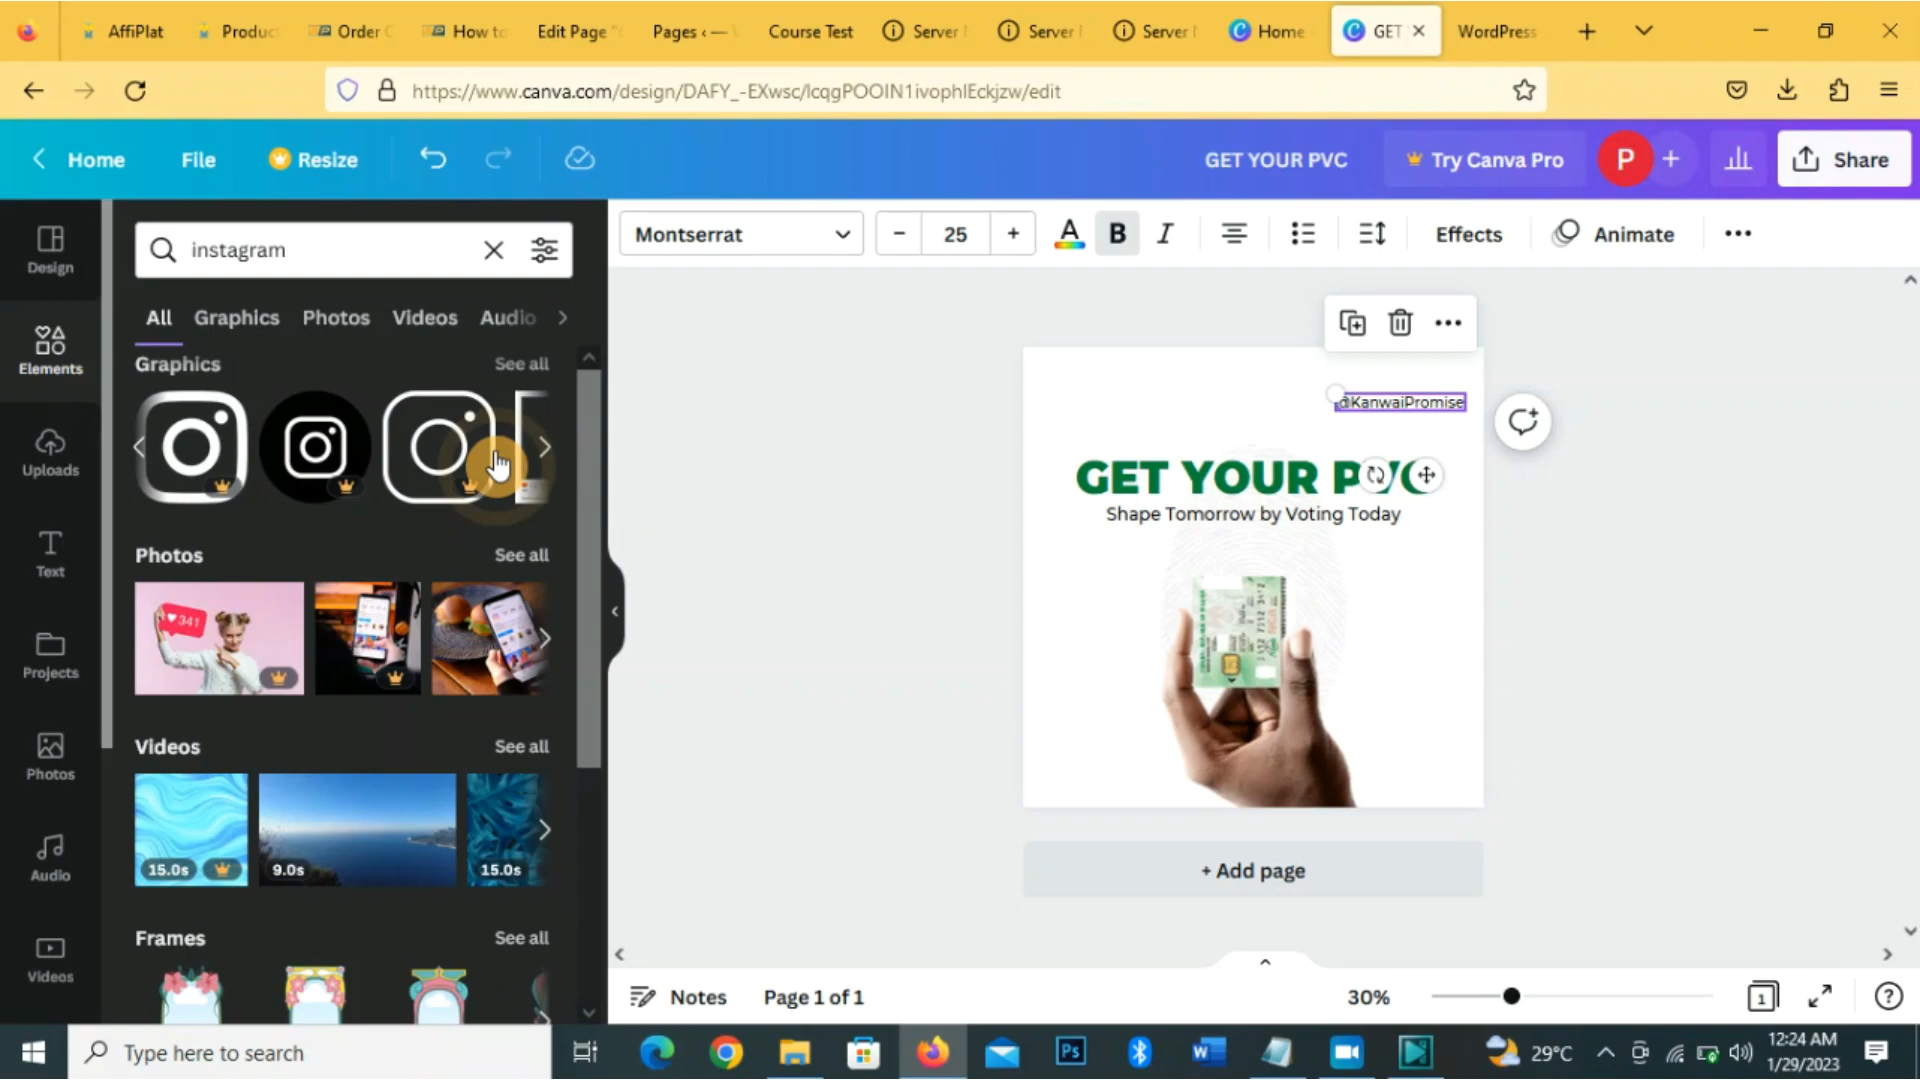 AffiPlat
Produc
Order
How to
Edit Page
Pages ‹ —
Course Test
Server
Server
Server
Home
GET
WordPress
https://www.canva.com/design/DAFY_-EXwsc/
Home
File
Resize
GET YOUR PVC
Try Canva Pro
P
Share
Design
Elements
Uploads
Text
Projects
Photos
Audio
Videos
instagram
All
Graphics
Photos
Videos
Audio
Graphics
See all
Photos
See all
341
Videos
See all
15.0s
9.0s
15.0s
Frames
See all
Montserrat
25
A
B
I
Effects
Animate
@KanwaiPromise
GET YOUR PVC
Shape Tomorrow by Voting Today
+ Add page
Notes
Page 1 of 1
30%
1
Type here to search
Ps
W
29°C
12:24 AM
1/29/2023